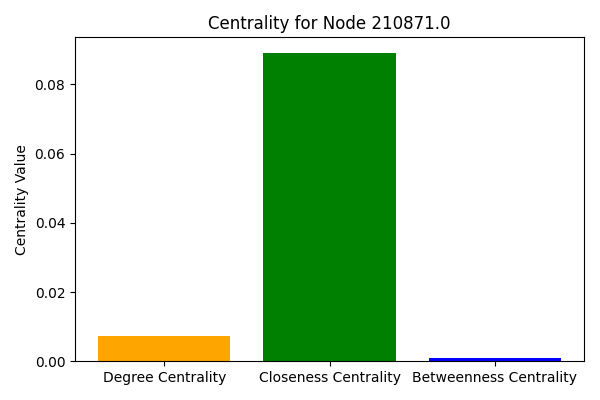 Centrality for Node 210871.0
Centrality Value
0.08
0.06
0.04
0.02
0.00
Degree Centrality
Closeness Centrality
Betweenness Centrality